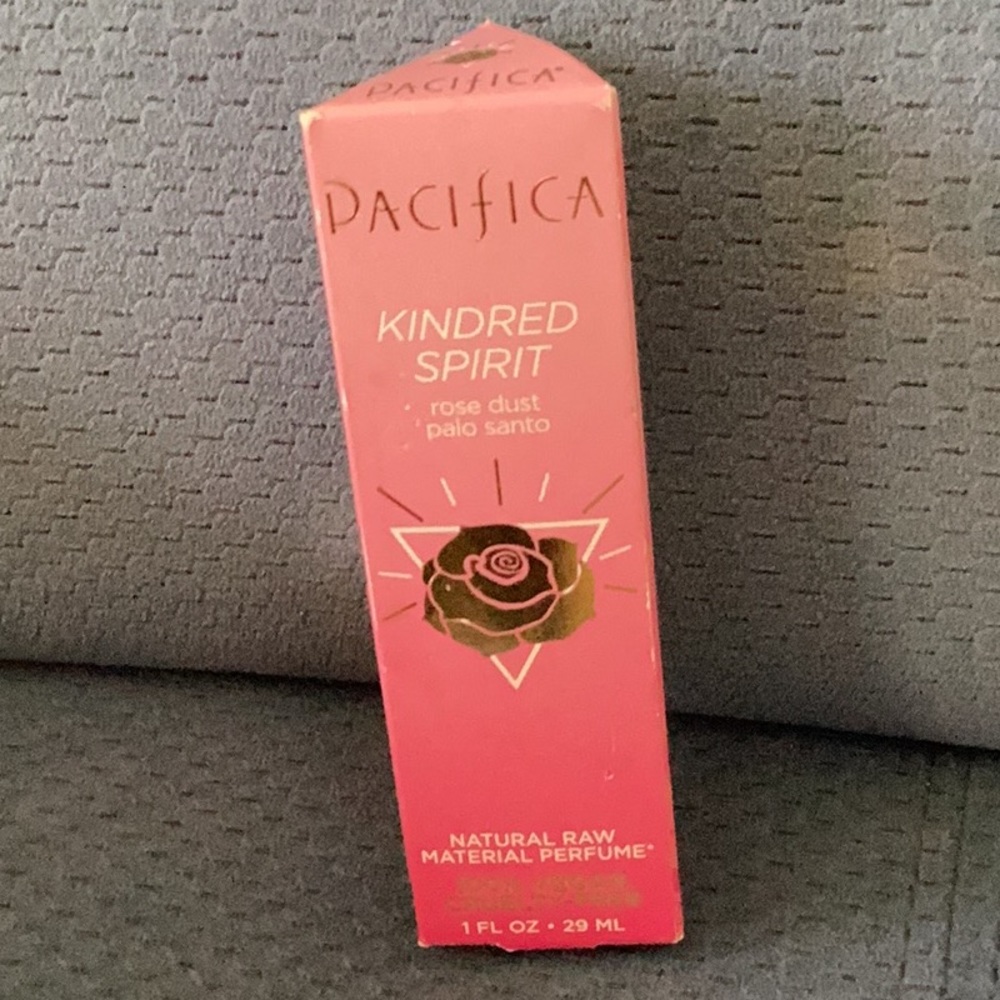 PACIFICA®
PACIFICA
KINDRED
SPIRIT
rose dust
palo santo
NATURAL RAW
MATERIAL PERFUME*
1 FL OZ • 29 ML